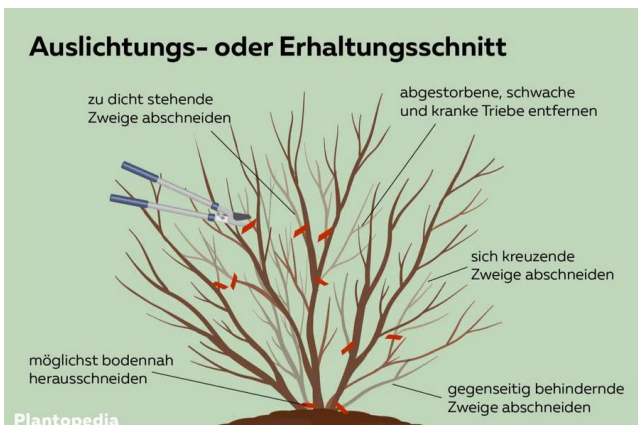 Auslichtungs- oder Erhaltungsschnitt
zu dicht stehende
Zweige abschneiden
abgestorbene, schwache
und kranke Triebe entfernen
sich kreuzende
Zweige abschneiden
möglichst bodennah
herausschneiden
gegenseitig behindernde
Zweige abschneiden
Plantopedia